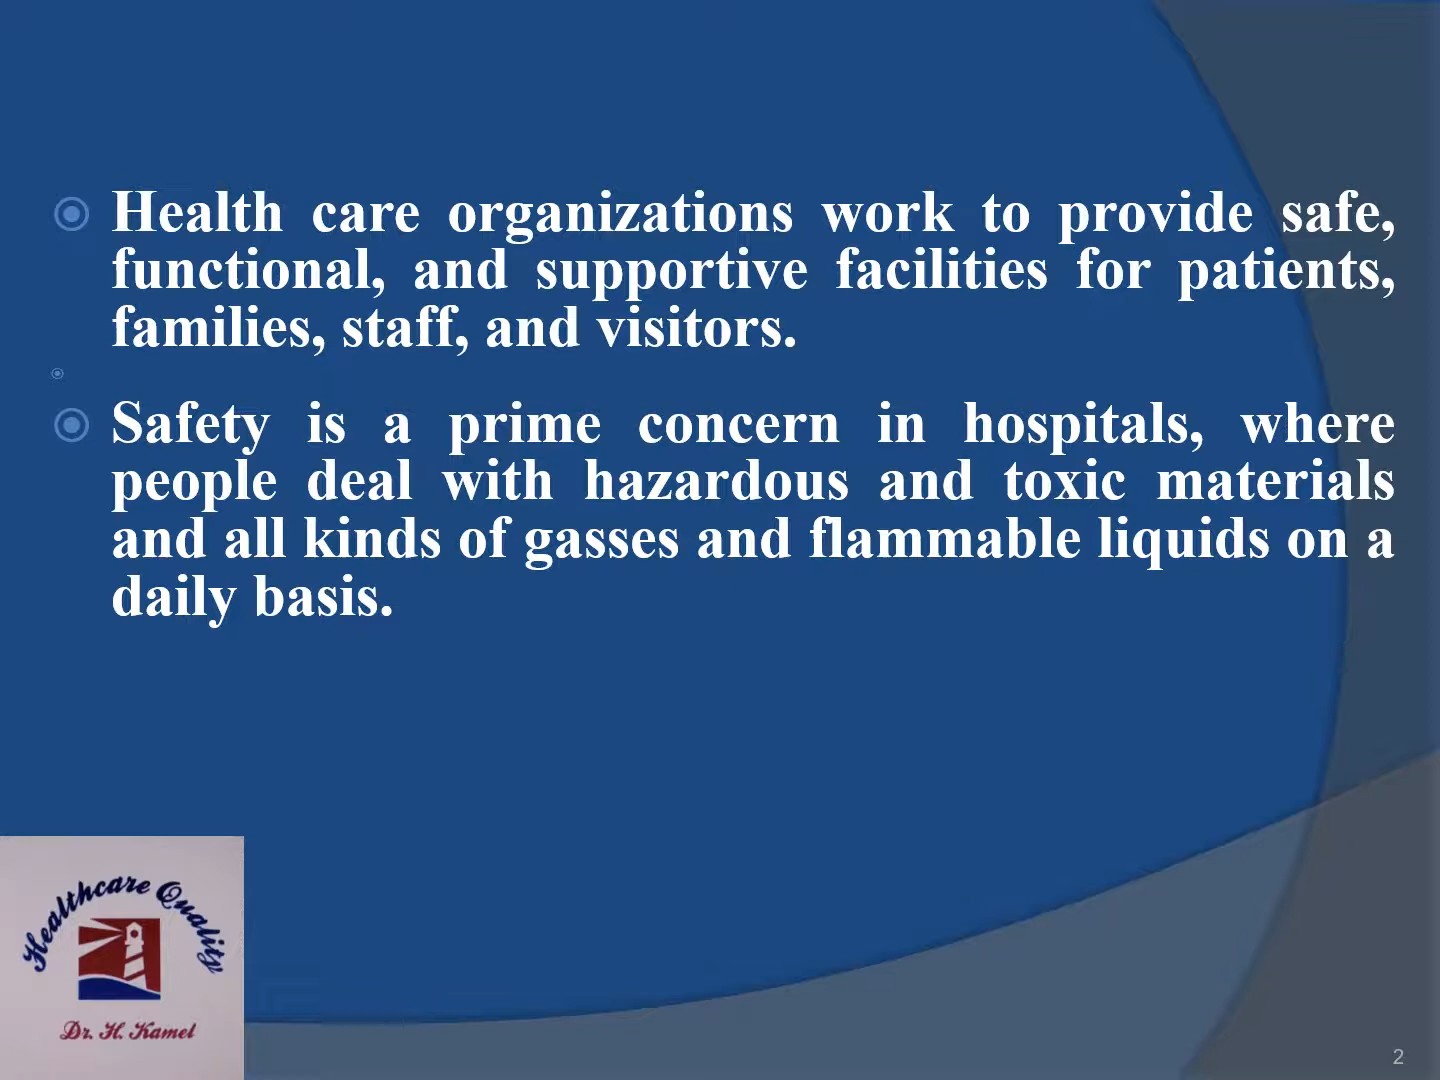 Health care organizations work to provide safe,
functional, and supportive facilities for patients,
families, staff, and visitors.
Safety is a prime concern in hospitals, where
people deal with hazardous and toxic materials
and all kinds of gasses and flammable liquids on a
daily basis.
Healthcare Quality
Dr. H. Kamel
2